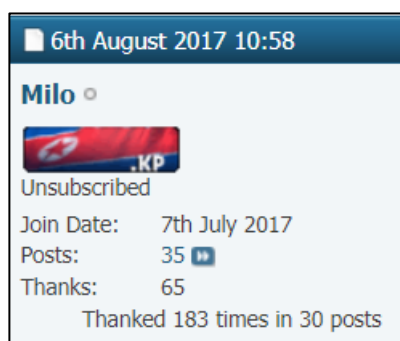 6th August 2017 10:58
Milo
.KP
Unsubscribed
Join Date: 7th July 2017
Posts: 35
Thanks: 65
Thanked 183 times in 30 posts